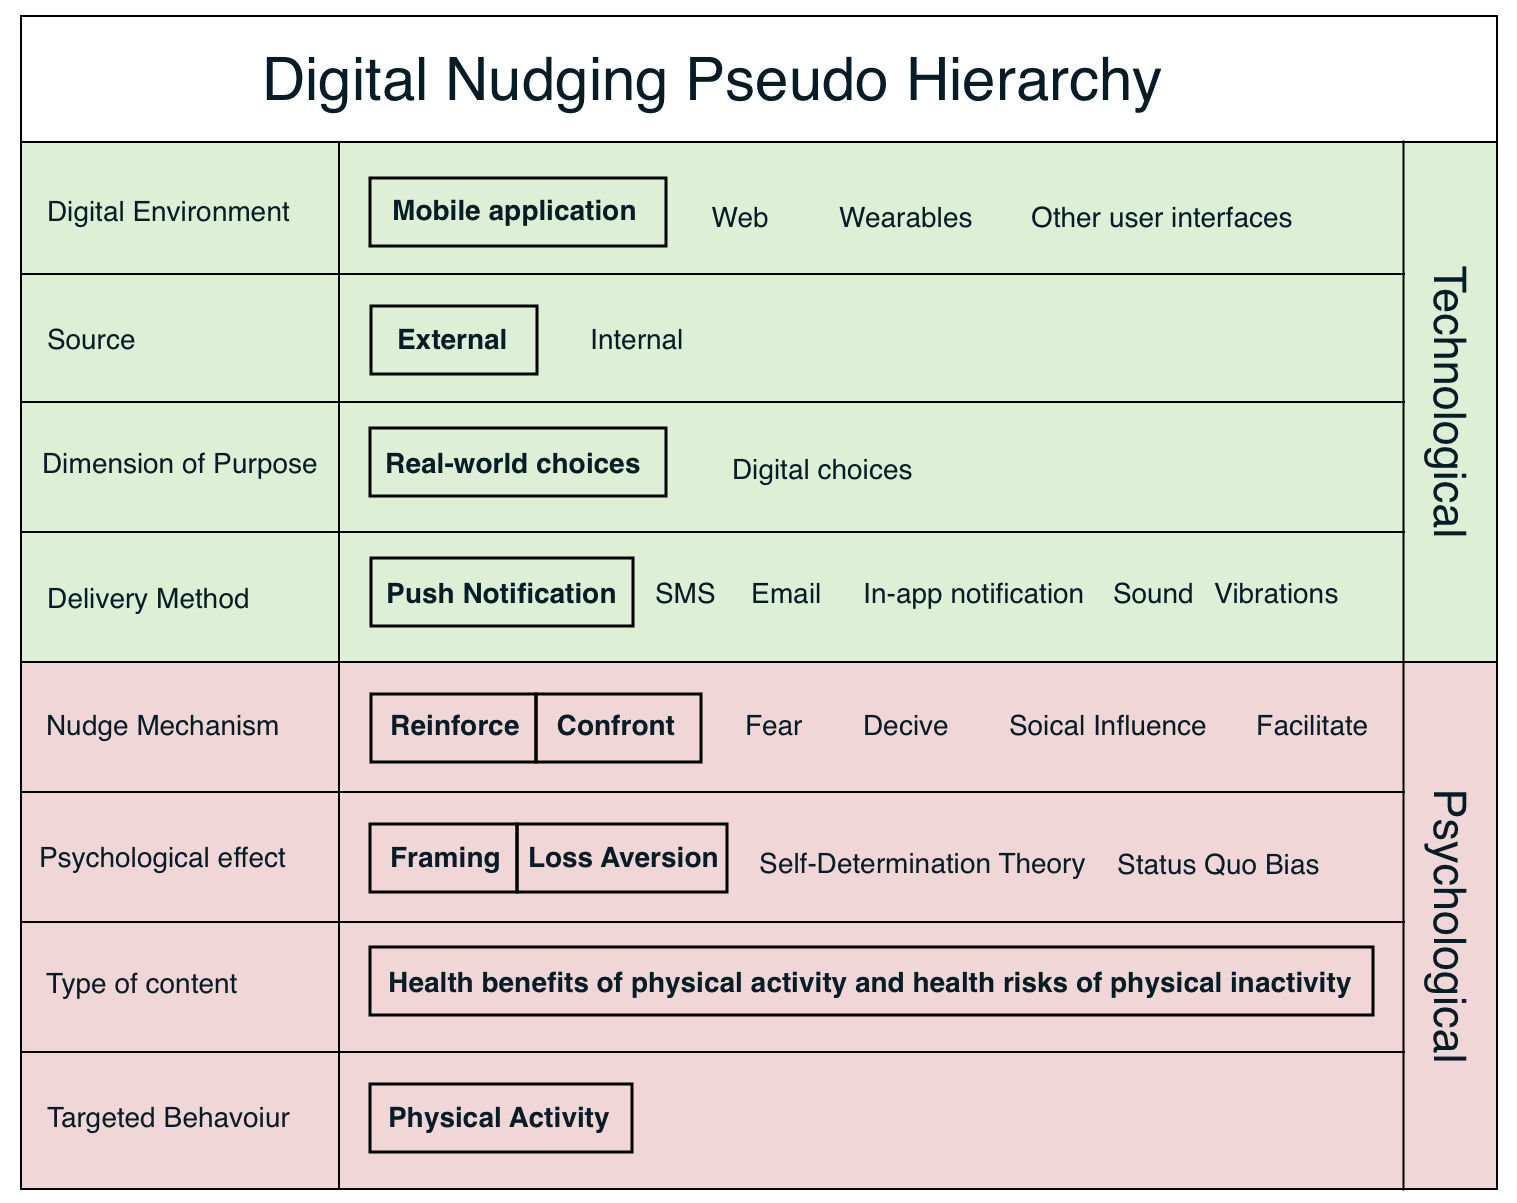 Digital Nudging Pseudo Hierarchy
Digital Environment Mobile application Web Wearables Other user interfaces
Source External Internal
Dimension of Purpose Real-world choices Digital choices
Delivery Method Push Notification SMS Email In-app notification Sound Vibrations
Technological
Nudge Mechanism Reinforce Confront Fear Decive Soical Influence Facilitate
Psychological effect Framing Loss Aversion Self-Determination Theory Status Quo Bias
Type of content Health benefits of physical activity and health risks of physical inactivity
Targeted Behavoiur Physical Activity
Psychological